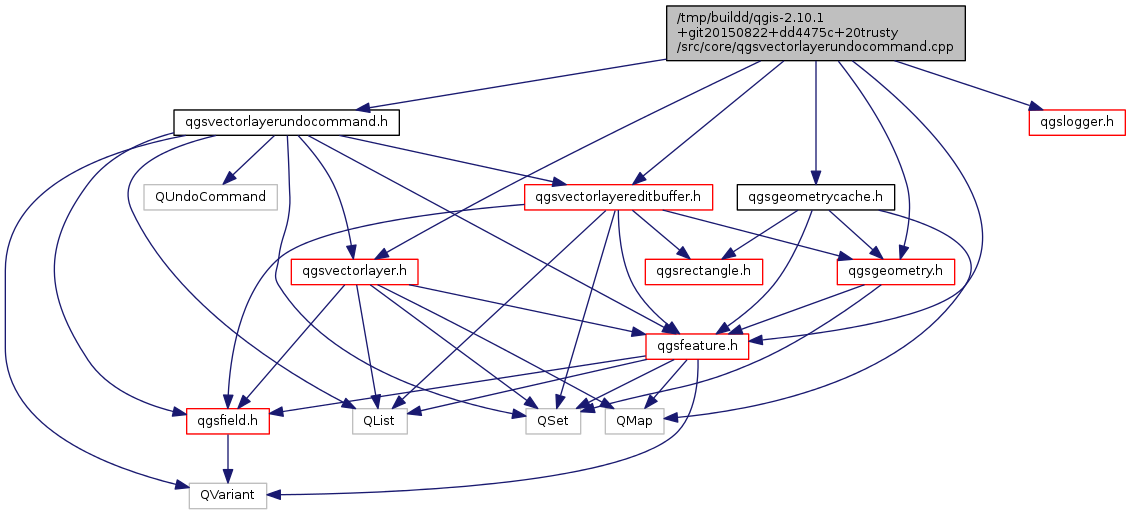 /tmp/buildd/qgis-2.10.1
+git20150822+dd4475c+20trusty
/src/core/qgsvectorlayerundocommand.cpp
qgsvectorlayerundocommand.h
qgslogger.h
QUndoCommand
qgsvectorlayereditbuffer.h
qgsgeometrycache.h
qgsvectorlayer.h
qgsrectangle.h
qgsgeometry.h
qgsfeature.h
qgsfield.h
QList
QSet
QMap
QVariant